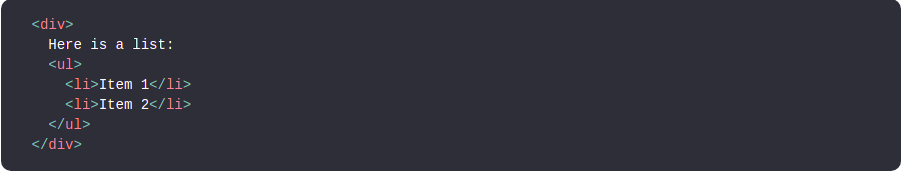 <div>
  Here is a list:
  <ul>
    <li>Item 1</li>
    <li>Item 2</li>
  </ul>
</div>